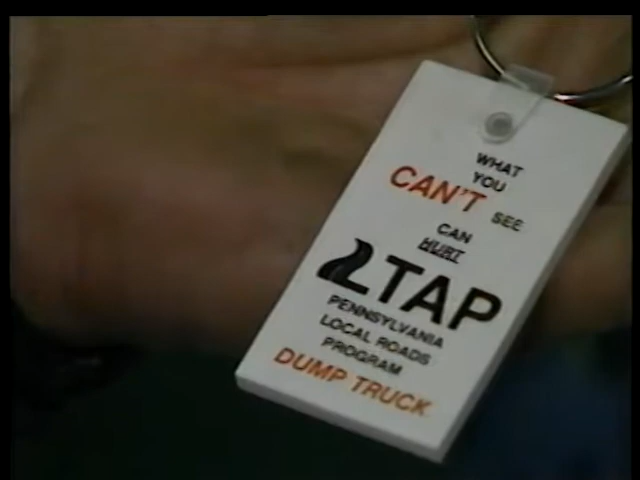 WHAT
YOU
CAN'T SEE
CAN
HURT
LTAP
PENNSYLVANIA
LOCAL ROADS
PROGRAM
DUMP TRUCK